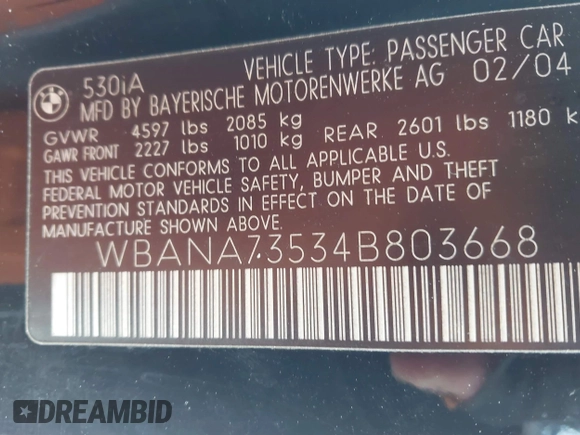 530iA
VEHICLE TYPE: PASSENGER CAR
MFD BY BAYERISCHE MOTORENWERKE AG 02/04
GVWR 4597 lbs 2085 kg
GAWR FRONT 2227 lbs 1010 kg REAR 2601 lbs 1180 k
THIS VEHICLE CONFORMS TO ALL APPLICABLE U.S.
FEDERAL MOTOR VEHICLE SAFETY, BUMPER AND THEFT
PREVENTION STANDARDS IN EFFECT ON THE DATE OF
MANUFACTURE SHOWN ABOVE.
WBANA73534B803668
DREAMBID